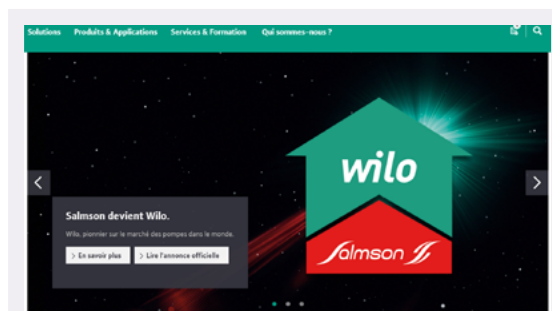 Solutions Produits & Applications Services & Formation Qui sommes-nous ?
wilo
Salmson
Salmson devient Wilo.
Wilo, pionnier sur le marché des pompes dans le monde.
> En savoir plus > Lire l'annonce officielle